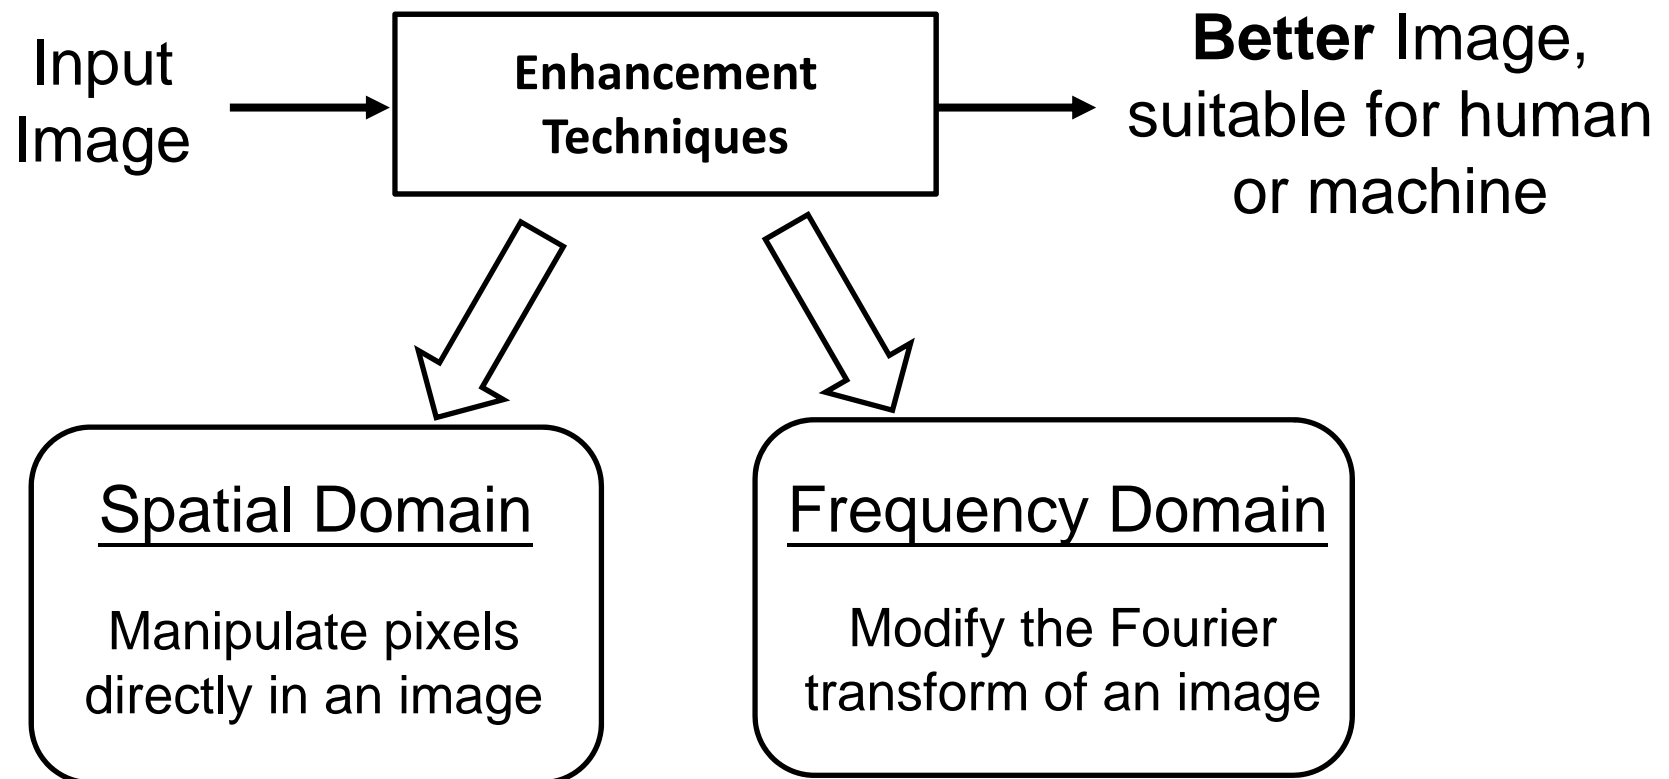 Input
Image
Enhancement
Techniques
Better Image,
suitable for human
or machine
Spatial Domain
Manipulate pixels
directly in an image
Frequency Domain
Modify the Fourier
transform of an image